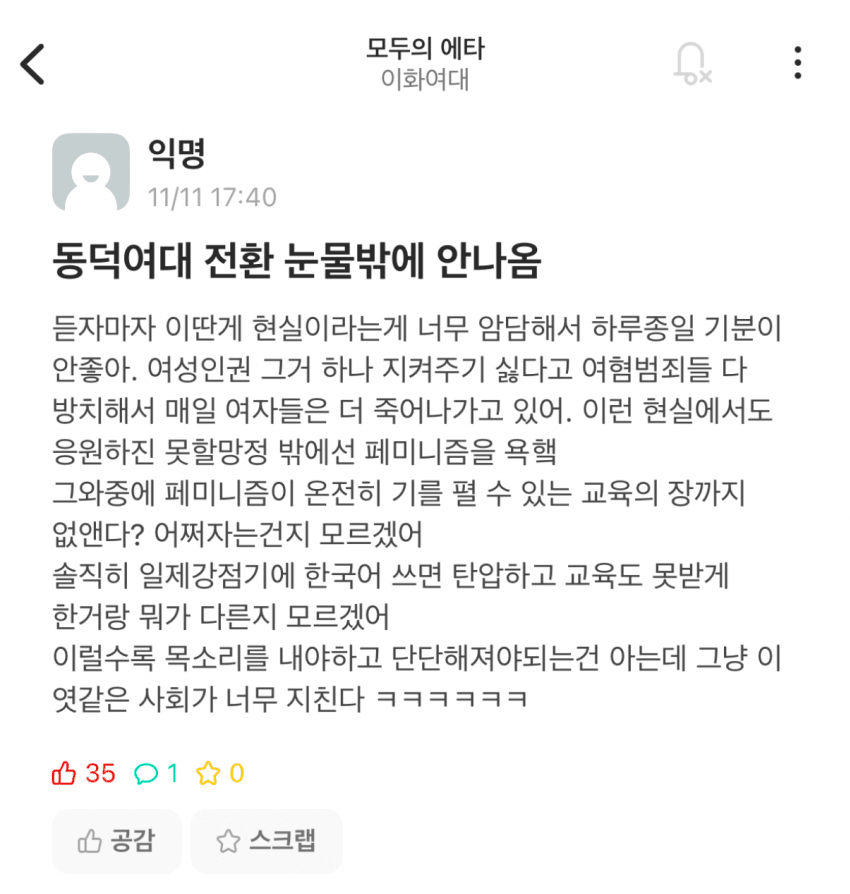 모두의 에타
이화여대
익명
11/11 17:40
동덕여대 전환 눈물밖에 안나옴
듣자마자 이딴게 현실이라는게 너무 암담해서 하루종일 기분이
안좋아. 여성인권 그거 하나 지켜주기 싫다고 여혐범죄들 다
방치해서 매일 여자들은 더 죽어나가고 있어. 이런 현실에서도
응원하진 못할망정 밖에선 페미니즘을 욕핵
그와중에 페미니즘이 온전히 기를 펼 수 있는 교육의 장까지
없앤다? 어쩌자는건지 모르겠어
솔직히 일제강점기에 한국어 쓰면 탄압하고 교육도 못받게
한거랑 뭐가 다른지 모르겠어
이럴수록 목소리를 내야하고 단단해져야되는건 아는데 그냥 이
엿같은 사회가 너무 지친다 ㅋㅋㅋㅋㅋㅋ
35 1 0
공감 스크랩